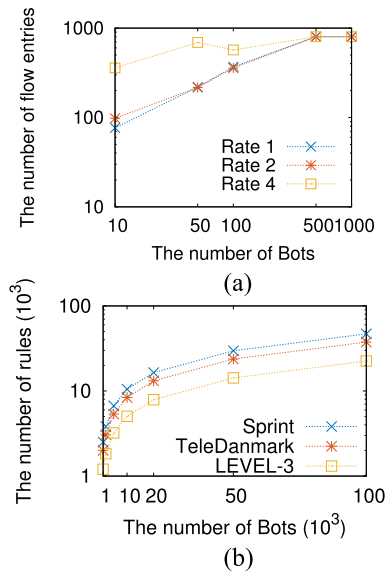 The number of flow entries
1000
100
10
Rate 1
Rate 2
Rate 4
10
50
100
500
1000
The number of Bots
(a)
The number of rules (10³)
100
10
1
Sprint
TeleDanmark
LEVEL-3
1
10
20
50
100
The number of Bots (10³)
(b)